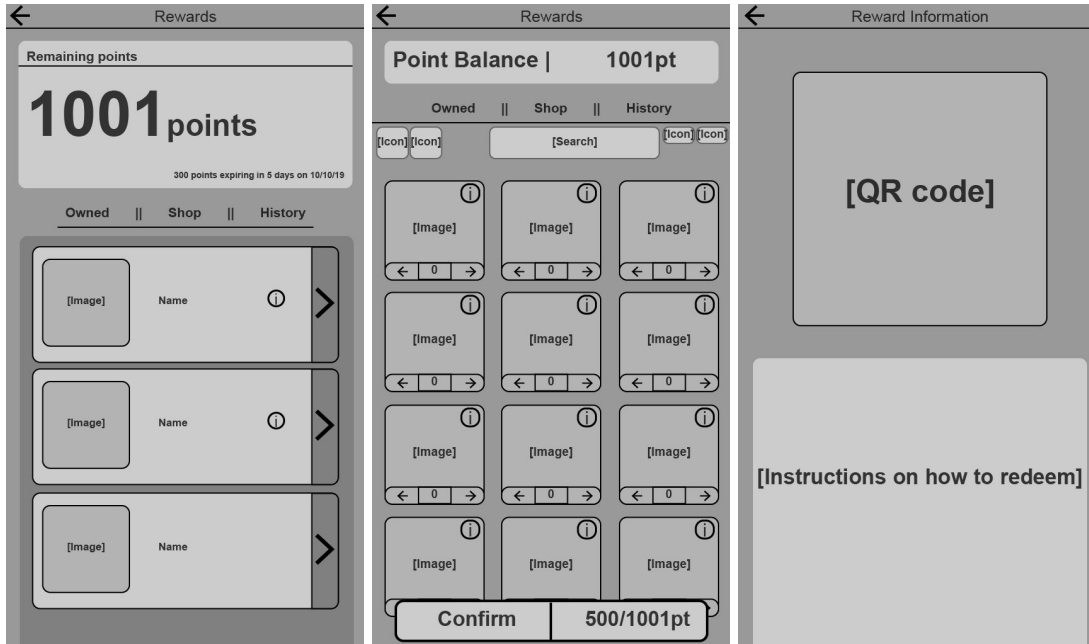 Rewards
Remaining points
1001 points
300 points expiring in 5 days on 10/10/19
Owned || Shop || History
[Image] Name i
[Image] Name i
[Image] Name
Rewards
Point Balance | 1001pt
Owned || Shop || History
[Icon] [Icon] [Search] [Icon] [Icon]
i i i
[Image] [Image] [Image]
0 0 0
i i i
[Image] [Image] [Image]
0 0 0
i i i
[Image] [Image] [Image]
0 0 0
i i i
[Image] [Image] [Image]
Confirm 500/1001pt
Reward Information
[QR code]
[Instructions on how to redeem]